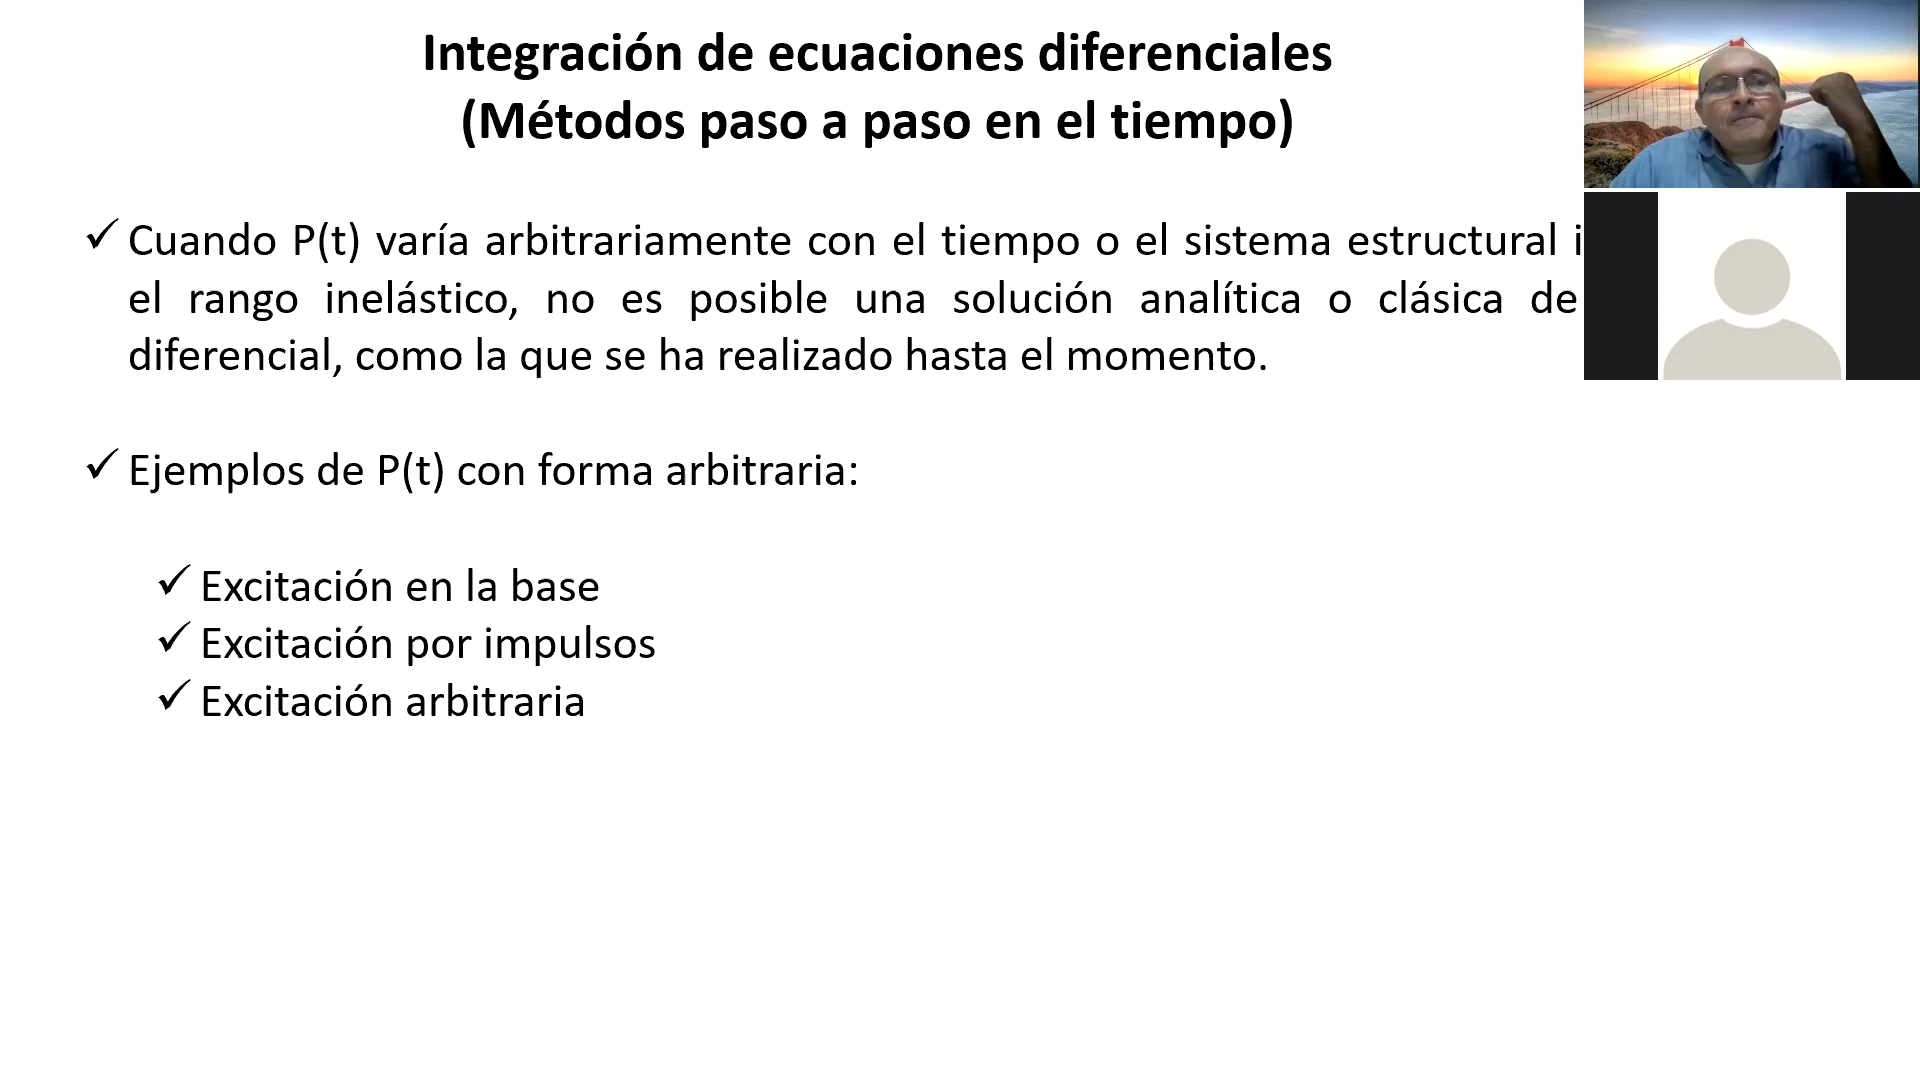 Integración de ecuaciones diferenciales
(Métodos paso a paso en el tiempo)
✓ Cuando P(t) varía arbitrariamente con el tiempo o el sistema estructural
el rango inelástico, no es posible una solución analítica o clásica de
diferencial, como la que se ha realizado hasta el momento.
✓ Ejemplos de P(t) con forma arbitraria:
✓ Excitación en la base
✓ Excitación por impulsos
✓ Excitación arbitraria